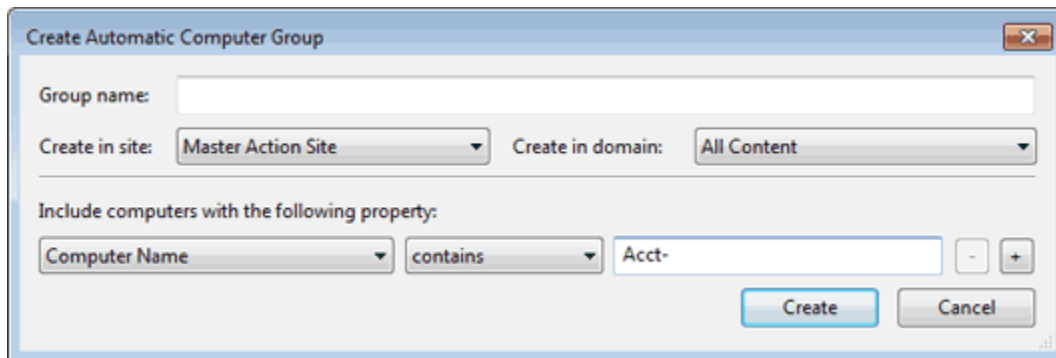 Create Automatic Computer Group
Group name:
Create in site: Master Action Site Create in domain: All Content
Include computers with the following property:
Computer Name contains Acct- - +
Create Cancel